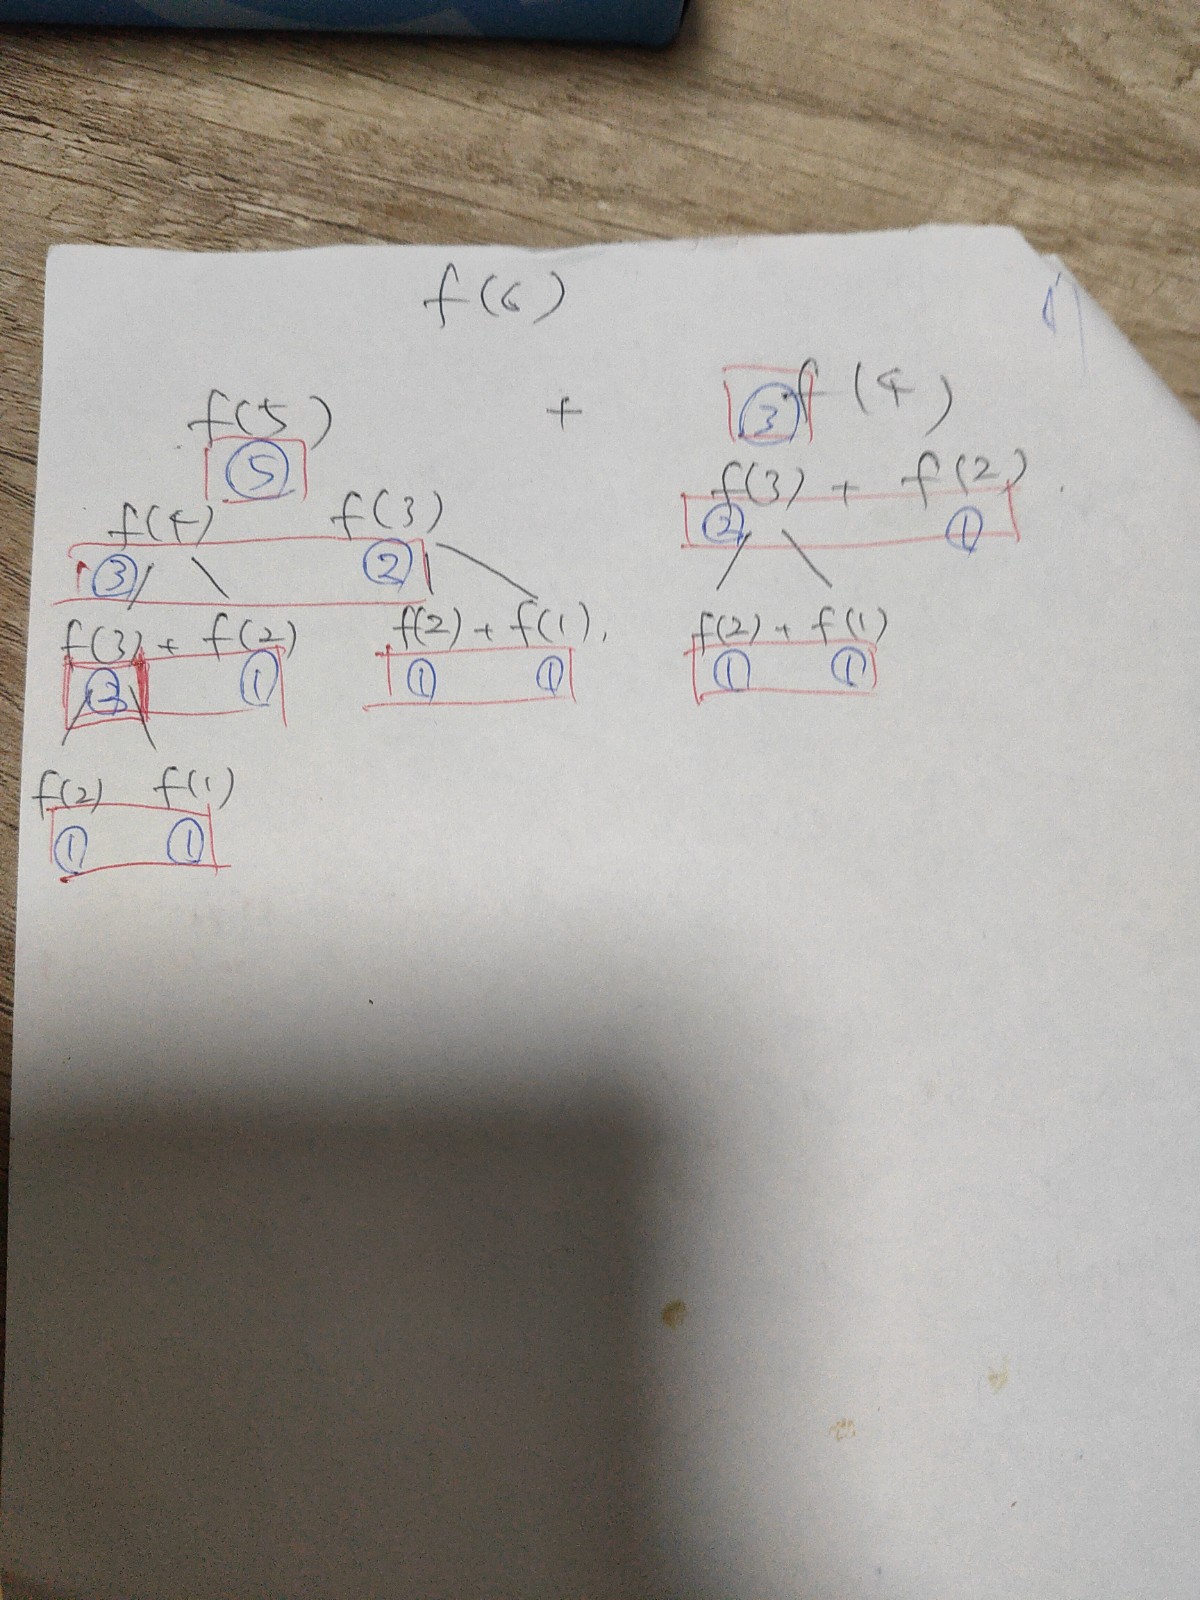 f(6)
f(5) + ③ f(4)
⑤
f(3) + f(2)
② ①
f(4) f(3)
③ ②
f(3) + f(2) f(2) + f(1), f(2) + f(1)
② ① ① ① ① ①
f(2) f(1)
① ①